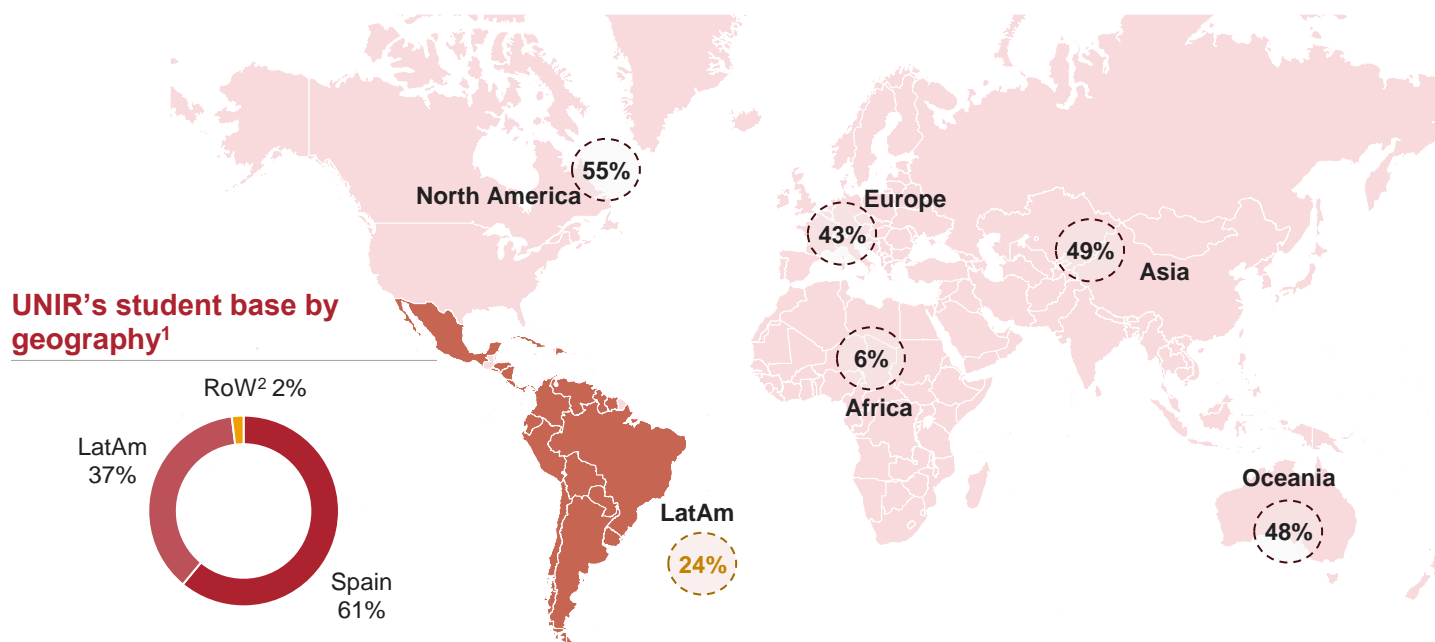 55%
North America
Europe
43%
49%
Asia
UNIR’s student base by
geography¹
6%
Africa
RoW² 2%
LatAm
37%
Spain
61%
LatAm
24%
Oceania
48%